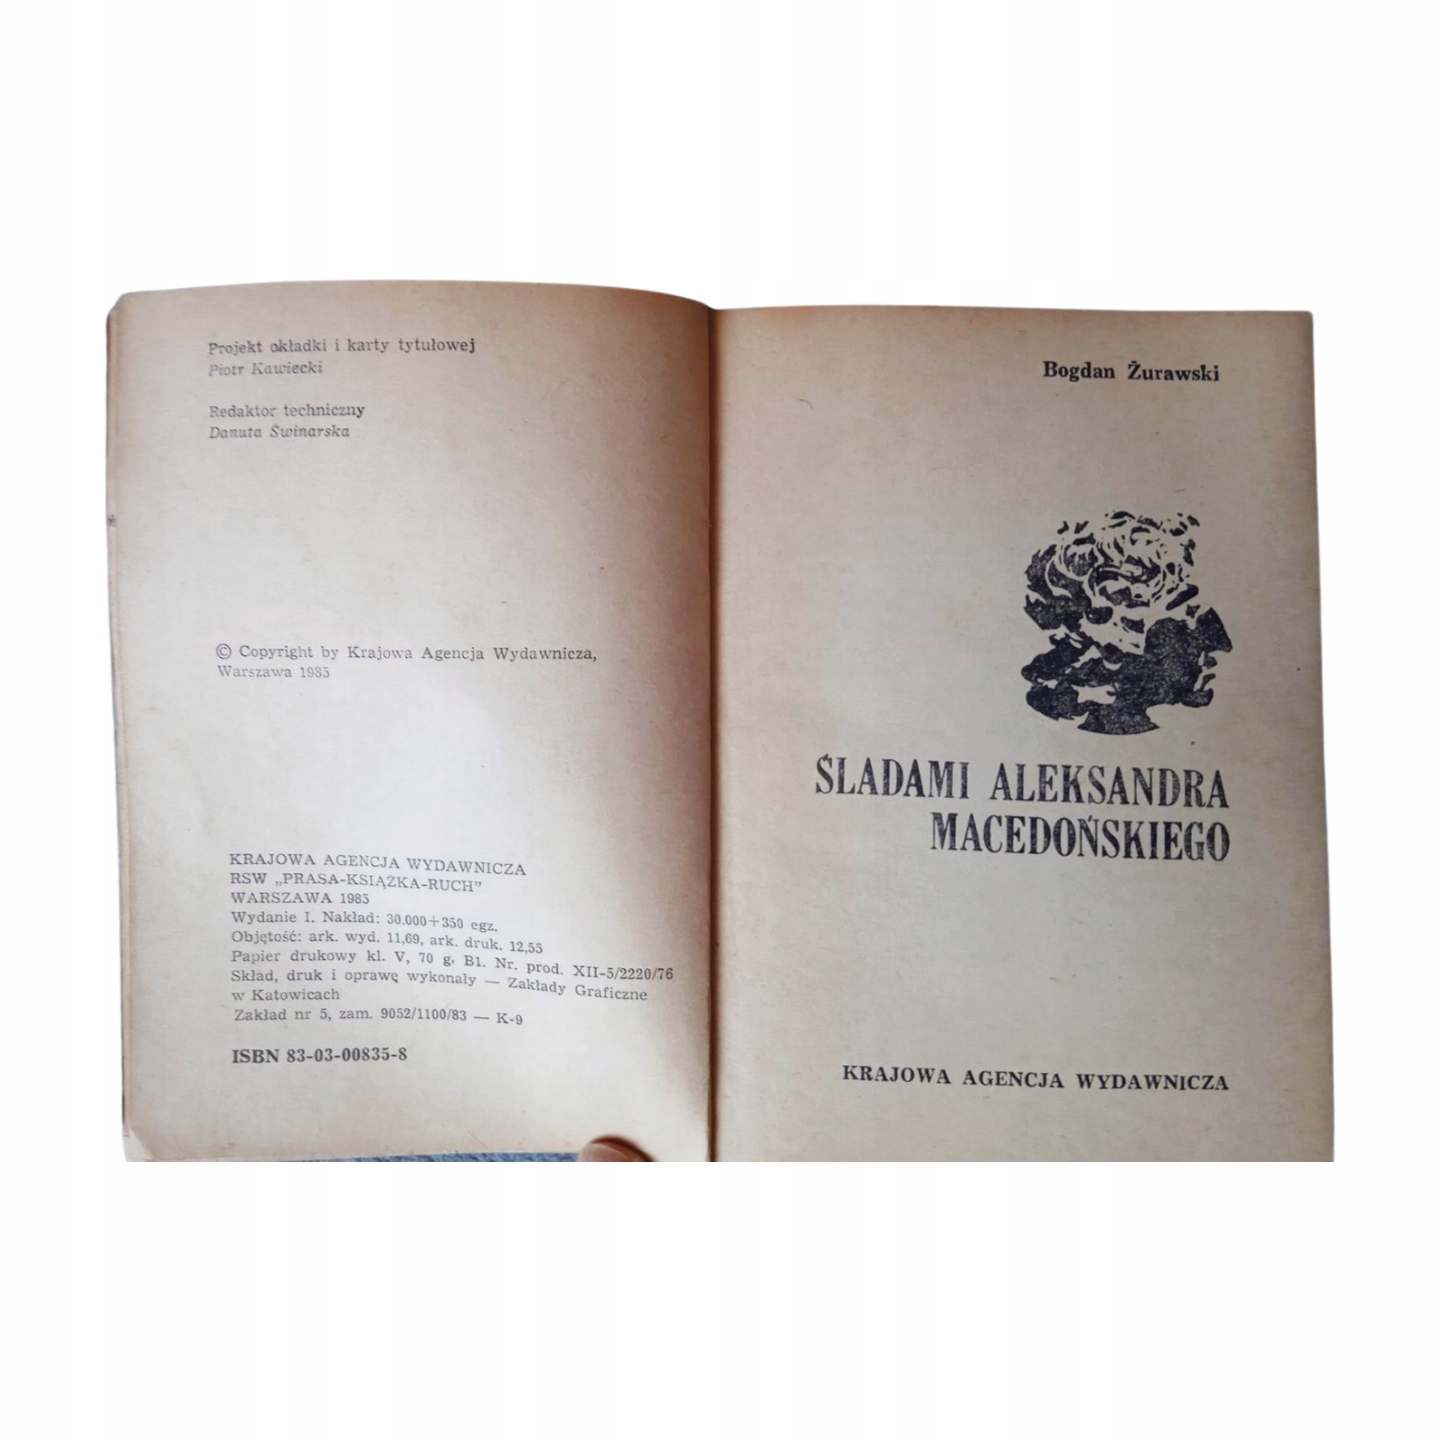 Projekt okładki i karty tytułowej
Piotr Kawiecki
Redaktor techniczny
Danuta Świnarska
© Copyright by Krajowa Agencja Wydawnicza,
Warszawa 1985
KRAJOWA AGENCJA WYDAWNICZA
RSW „PRASA-KSIĄŻKA-RUCH”
WARSZAWA 1985
Wydanie I. Nakład: 30.000+350 egz.
Objętość: ark. wyd. 11,69, ark. druk. 12,55
Papier drukowy kl. V, 70 g. B1. Nr. prod. XII-5/2220/76
Skład, druk i oprawę wykonały — Zakłady Graficzne
w Katowicach
Zakład nr 5, zam. 9052/1100/83 — K-9
ISBN 83-03-00835-8
Bogdan Żurawski
ŚLADAMI ALEKSANDRA
MACEDOŃSKIEGO
KRAJOWA AGENCJA WYDAWNICZA